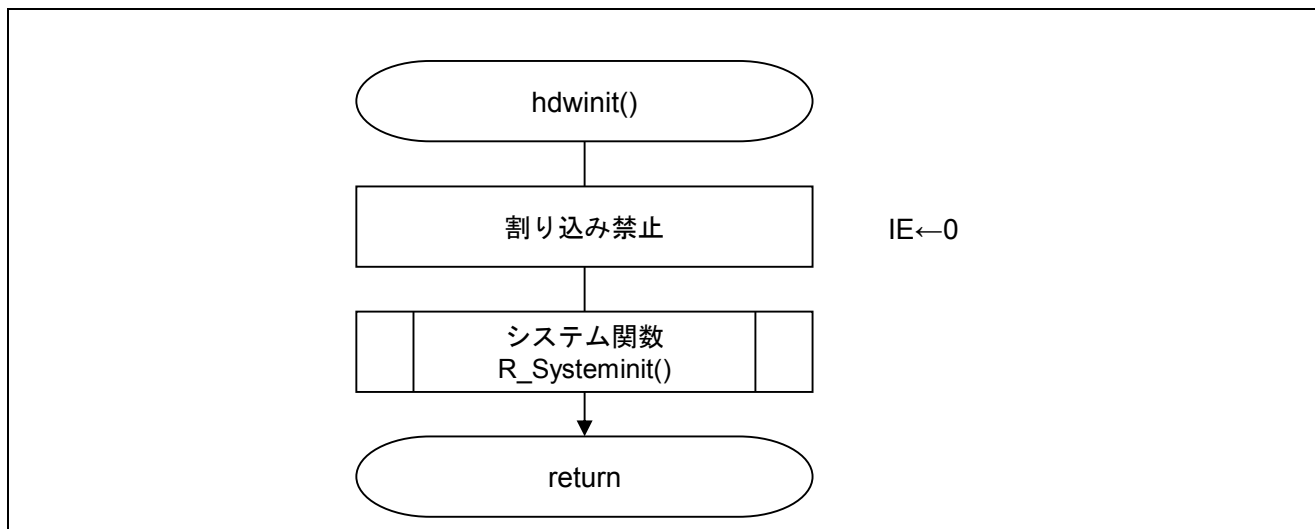 hdwinit()
割り込み禁止
IE←0
システム関数
R_Systeminit()
return